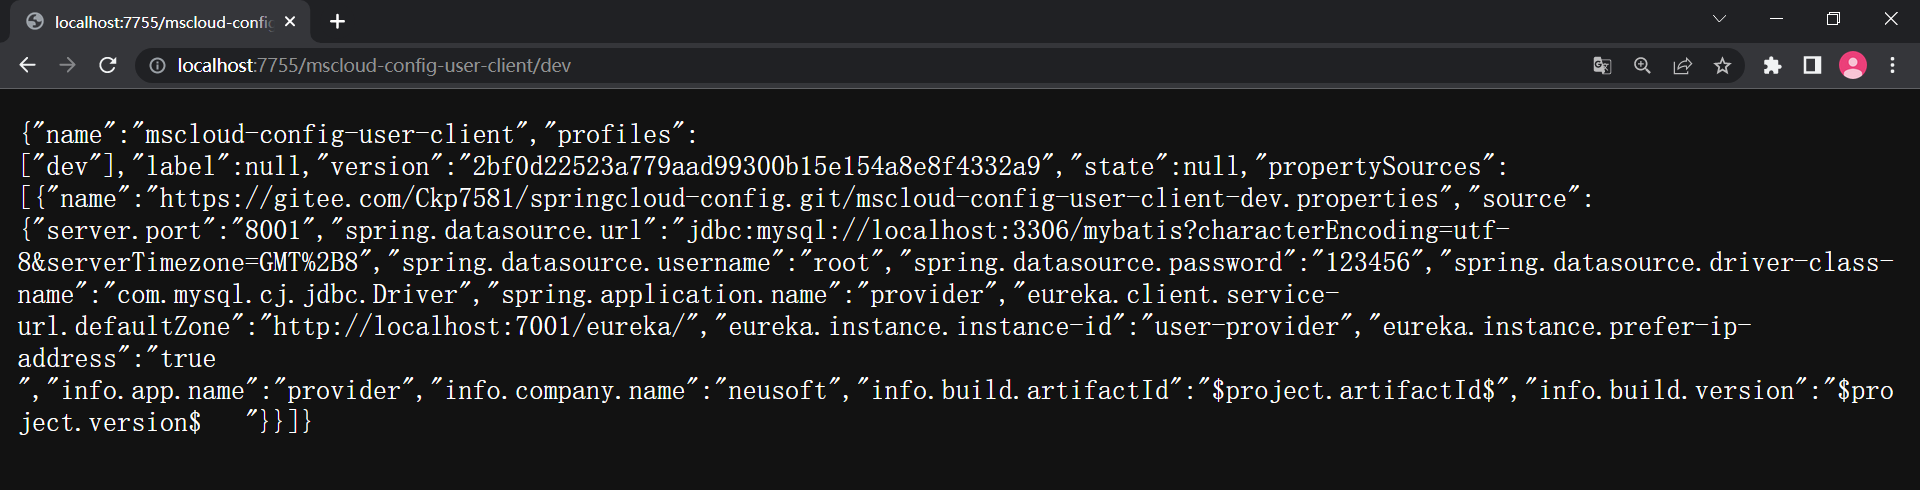 localhost:7755/mscloud-config
localhost:7755/mscloud-config-user-client/dev
{"name":"mscloud-config-user-client","profiles":
["dev"],"label":null,"version":"2bf0d22523a779aad99300b15e154a8e8f4332a9","state":null,"propertySources":
[{"name":"https://gitee.com/Ckp7581/springcloud-config.git/mscloud-config-user-client-dev.properties","source":
{"server.port":"8001","spring.datasource.url":"jdbc:mysql://localhost:3306/mybatis?characterEncoding=utf-
8&serverTimezone=GMT%2B8","spring.datasource.username":"root","spring.datasource.password":"123456","spring.datasource.driver-class-
name":"com.mysql.cj.jdbc.Driver","spring.application.name":"provider","eureka.client.service-
url.defaultZone":"http://localhost:7001/eureka/","eureka.instance.instance-id":"user-provider","eureka.instance.prefer-ip-
address":"true
","info.app.name":"provider","info.company.name":"neusoft","info.build.artifactId":"$project.artifactId$","info.build.version":"$pro
ject.version$   "}}]}